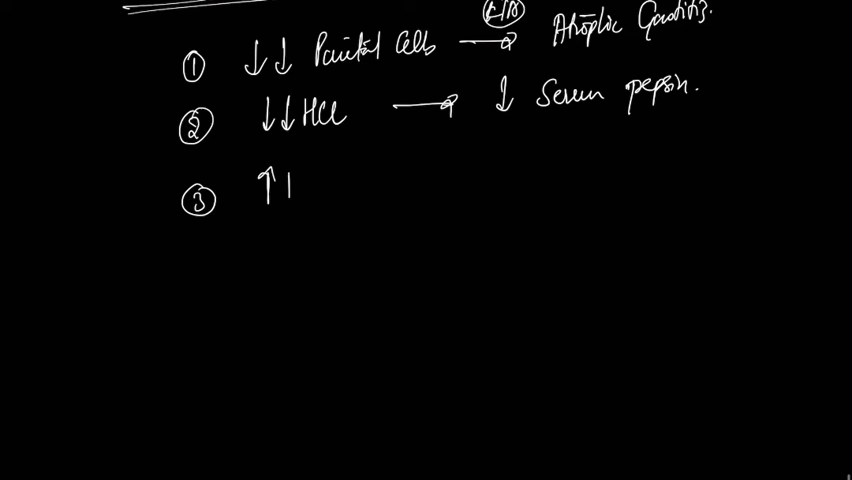 ① ↓↓ Parietal Cells → Atrophic Gastritis.
② ↓↓ HCl → ↓ Serum pepsin.
③ ↑